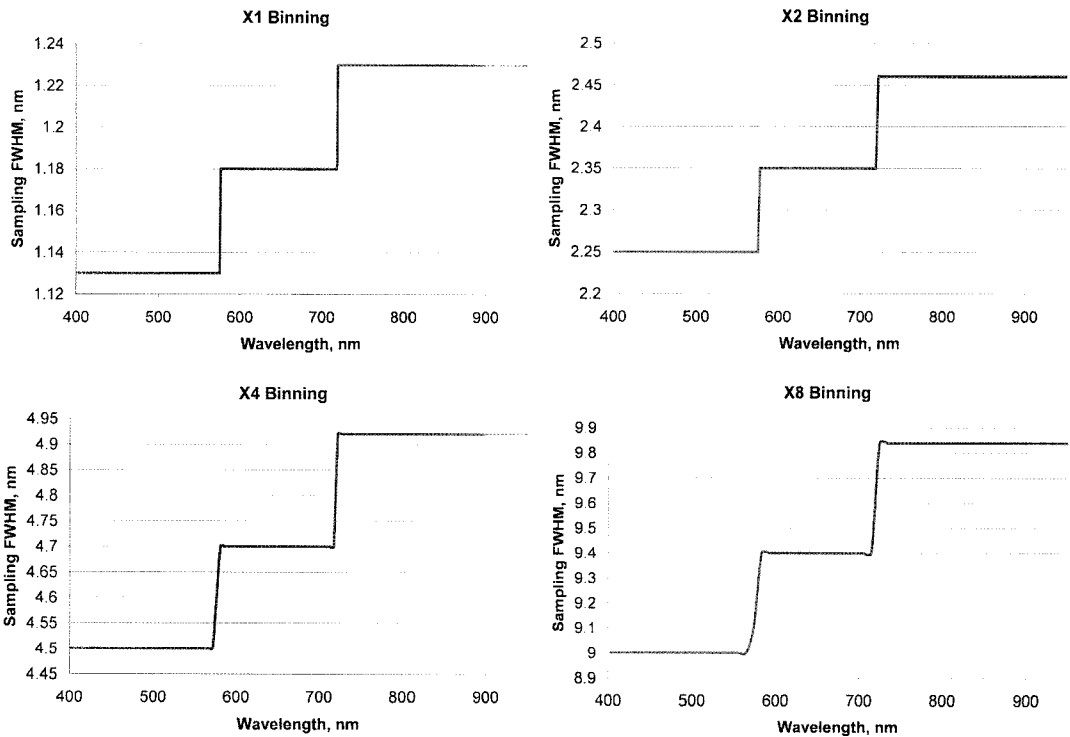 X1 Binning
1.24
1.22
1.2
1.18
1.16
1.14
1.12
Sampling FWHM, nm
400 500 600 700 800 900
Wavelength, nm
X2 Binning
2.5
2.45
2.4
2.35
2.3
2.25
2.2
Sampling FWHM, nm
400 500 600 700 800 900
Wavelength, nm
X4 Binning
4.95
4.9
4.85
4.8
4.75
4.7
4.65
4.6
4.55
4.5
4.45
Sampling FWHM, nm
400 500 600 700 800 900
Wavelength, nm
X8 Binning
9.9
9.8
9.7
9.6
9.5
9.4
9.3
9.2
9.1
9
8.9
Sampling FWHM, nm
400 500 600 700 800 900
Wavelength, nm